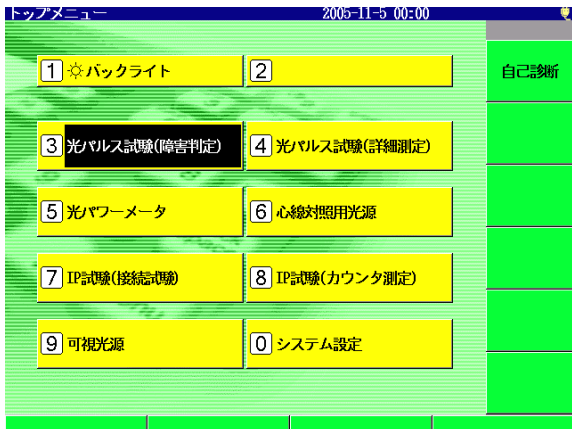 トップメニュー 2005-11-5 00:00
1 バックライト 2
自己診断
3 光パルス試験(障害判定) 4 光パルス試験(詳細測定)
5 光パワーメータ 6 心線対照用光源
7 IP試験(接続試験) 8 IP試験(カウンタ測定)
9 可視光源 0 システム設定